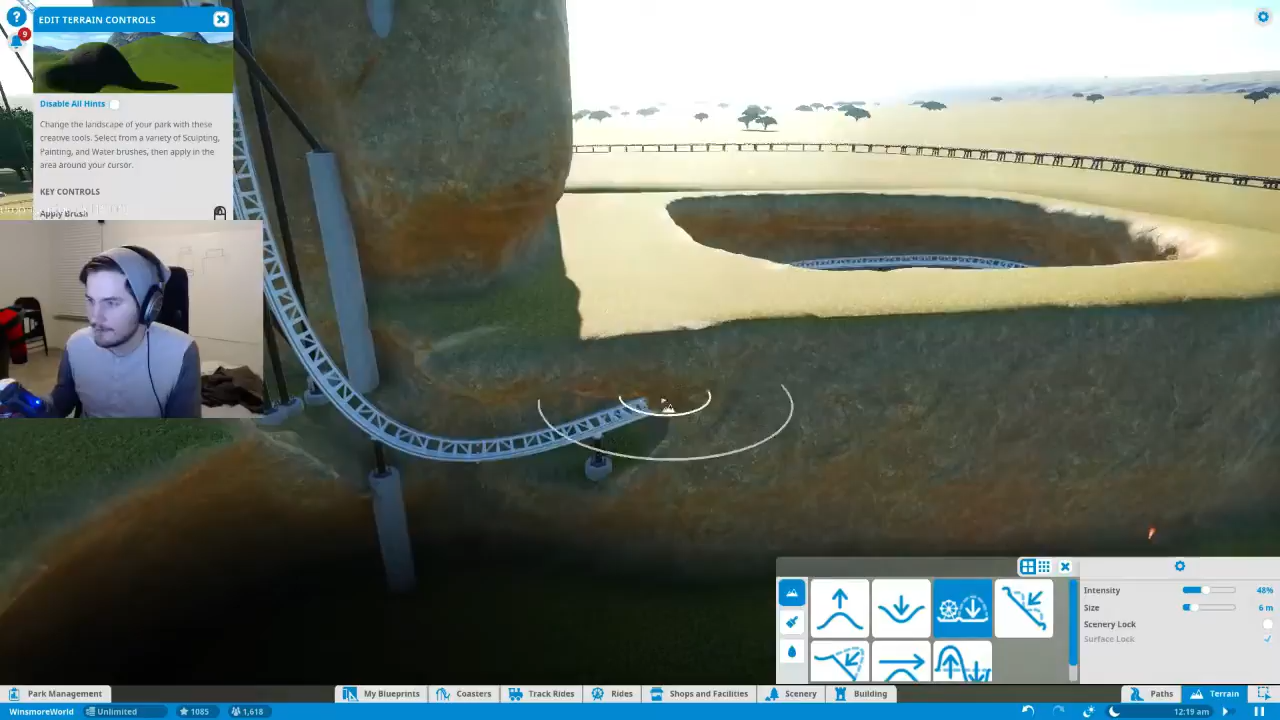 ?
9
EDIT TERRAIN CONTROLS
Disable All Hints
Change the landscape of your park with these
creative tools. Select from a variety of Sculpting,
Painting, and Water brushes, then apply in the
area around your cursor.
KEY CONTROLS
Apply Brush
Intensity 48%
Size 6 m
Scenery Lock
Surface Lock
Park Management
My Blueprints
Coasters
Track Rides
Rides
Shops and Facilities
Scenery
Building
Paths
Terrain
WinsmoreWorld
Unlimited
1085
1,618
12:19 am